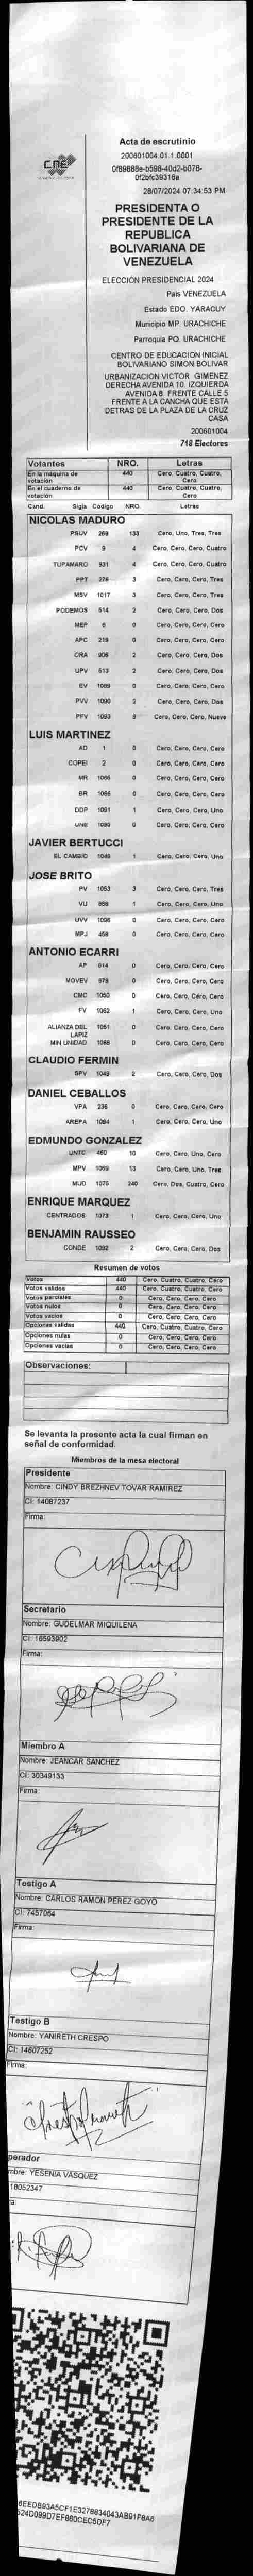 CNE
Acta de escrutinio
200601004.01.1.0001
0f89888e-b598-40d2-b078-
0f2bfc39316a
28/07/2024 07:34:53 PM
PRESIDENTA O
PRESIDENTE DE LA
REPUBLICA
BOLIVARIANA DE
VENEZUELA
ELECCIÓN PRESIDENCIAL 2024
Pais VENEZUELA
Estado EDO. YARACUY
Municipio MP. URACHICHE
Parroquia PQ. URACHICHE
CENTRO DE EDUCACION INICIAL
BOLIVARIANO SIMON BOLIVAR
URBANIZACION VICTOR GIMENEZ
DERECHA AVENIDA 10. IZQUIERDA
AVENIDA 8. FRENTE CALLE 5
FRENTE A LA CANCHA QUE ESTA
DETRAS DE LA PLAZA DE LA CRUZ
CASA
200601004
718 Electores
Votantes NRO. Letras
En la máquina de votación 440 Cero, Cuatro, Cuatro, Cero
En el cuaderno de votación 440 Cero, Cuatro, Cuatro, Cero
Cand. Sigla Código NRO. Letras
NICOLAS MADURO
PSUV 269 133 Cero, Uno, Tres, Tres
PCV 9 4 Cero, Cero, Cero, Cuatro
TUPAMARO 931 4 Cero, Cero, Cero, Cuatro
PPT 276 3 Cero, Cero, Cero, Tres
MSV 1017 3 Cero, Cero, Cero, Tres
PODEMOS 514 2 Cero, Cero, Cero, Dos
MEP 6 0 Cero, Cero, Cero, Cero
APC 219 0 Cero, Cero, Cero, Cero
ORA 906 2 Cero, Cero, Cero, Dos
UPV 513 2 Cero, Cero, Cero, Dos
EV 1088 0 Cero, Cero, Cero, Cero
PVV 1090 2 Cero, Cero, Cero, Dos
PFV 1093 9 Cero, Cero, Cero, Nueve
LUIS MARTINEZ
AD 1 0 Cero, Cero, Cero, Cero
COPEI 2 0 Cero, Cero, Cero, Cero
MR 1066 0 Cero, Cero, Cero, Cero
BR 0 Cero, Cero, Cero, Cero
DDP 1091 1 Cero, Cero, Cero, Uno
UNE 0 Cero, Cero, Cero, Cero
JAVIER BERTUCCI
EL CAMBIO 1048 1 Cero, Cero, Cero, Uno
JOSE BRITO
PV 1053 3 Cero, Cero, Cero, Tres
VU 868 1 Cero, Cero, Cero, Uno
UVV 1096 0 Cero, Cero, Cero, Cero
MPJ 458 0 Cero, Cero, Cero, Cero
ANTONIO ECARRI
AP 814 0 Cero, Cero, Cero, Cero
MOVEV 678 0 Cero, Cero, Cero, Cero
CMC 1050 0 Cero, Cero, Cero, Cero
FV 1052 1 Cero, Cero, Cero, Uno
ALIANZA DEL LAPIZ 1051 0 Cero, Cero, Cero, Cero
MIN UNIDAD 1068 0 Cero, Cero, Cero, Cero
CLAUDIO FERMIN
SPV 1049 2 Cero, Cero, Cero, Dos
DANIEL CEBALLOS
VPA 236 0 Cero, Cero, Cero, Cero
AREPA 1094 1 Cero, Cero, Cero, Uno
EDMUNDO GONZALEZ
UNTC 460 10 Cero, Cero, Uno, Cero
MPV 1069 13 Cero, Cero, Uno, Tres
MUD 1076 240 Cero, Dos, Cuatro, Cero
ENRIQUE MARQUEZ
CENTRADOS 1073 1 Cero, Cero, Cero, Uno
BENJAMIN RAUSSEO
CONDE 1092 2 Cero, Cero, Cero, Dos
Resumen de votos
Votos 440 Cero, Cuatro, Cuatro, Cero
Votos validos 440 Cero, Cuatro, Cuatro, Cero
Votos parciales 0 Cero, Cero, Cero, Cero
Votos nulos 0 Cero, Cero, Cero, Cero
Votos vacios 0 Cero, Cero, Cero, Cero
Opciones validas 440 Cero, Cuatro, Cuatro, Cero
Opciones nulas 0 Cero, Cero, Cero, Cero
Opciones vacias 0 Cero, Cero, Cero, Cero
Observaciones:
Se levanta la presente acta la cual firman en
señal de conformidad.
Miembros de la mesa electoral
Presidente
Nombre: CINDY BREZHNEV TOVAR RAMIREZ
CI: 14087237
Firma:
Secretario
Nombre: GUDELMAR MIQUILENA
CI: 16593902
Firma:
Miembro A
Nombre: JEANCAR SANCHEZ
CI: 30349133
Firma:
Testigo A
Nombre: CARLOS RAMON PEREZ GOYO
CI: 7457064
Firma:
Testigo B
Nombre: YANIRETH CRESPO
CI: 14607252
Firma:
perador
mbre: YESENIA VASQUEZ
18052347
ma:
6EEDB93A5CF1E3278634043AB91F8A6
524D099D7EFB80CEC5DF7